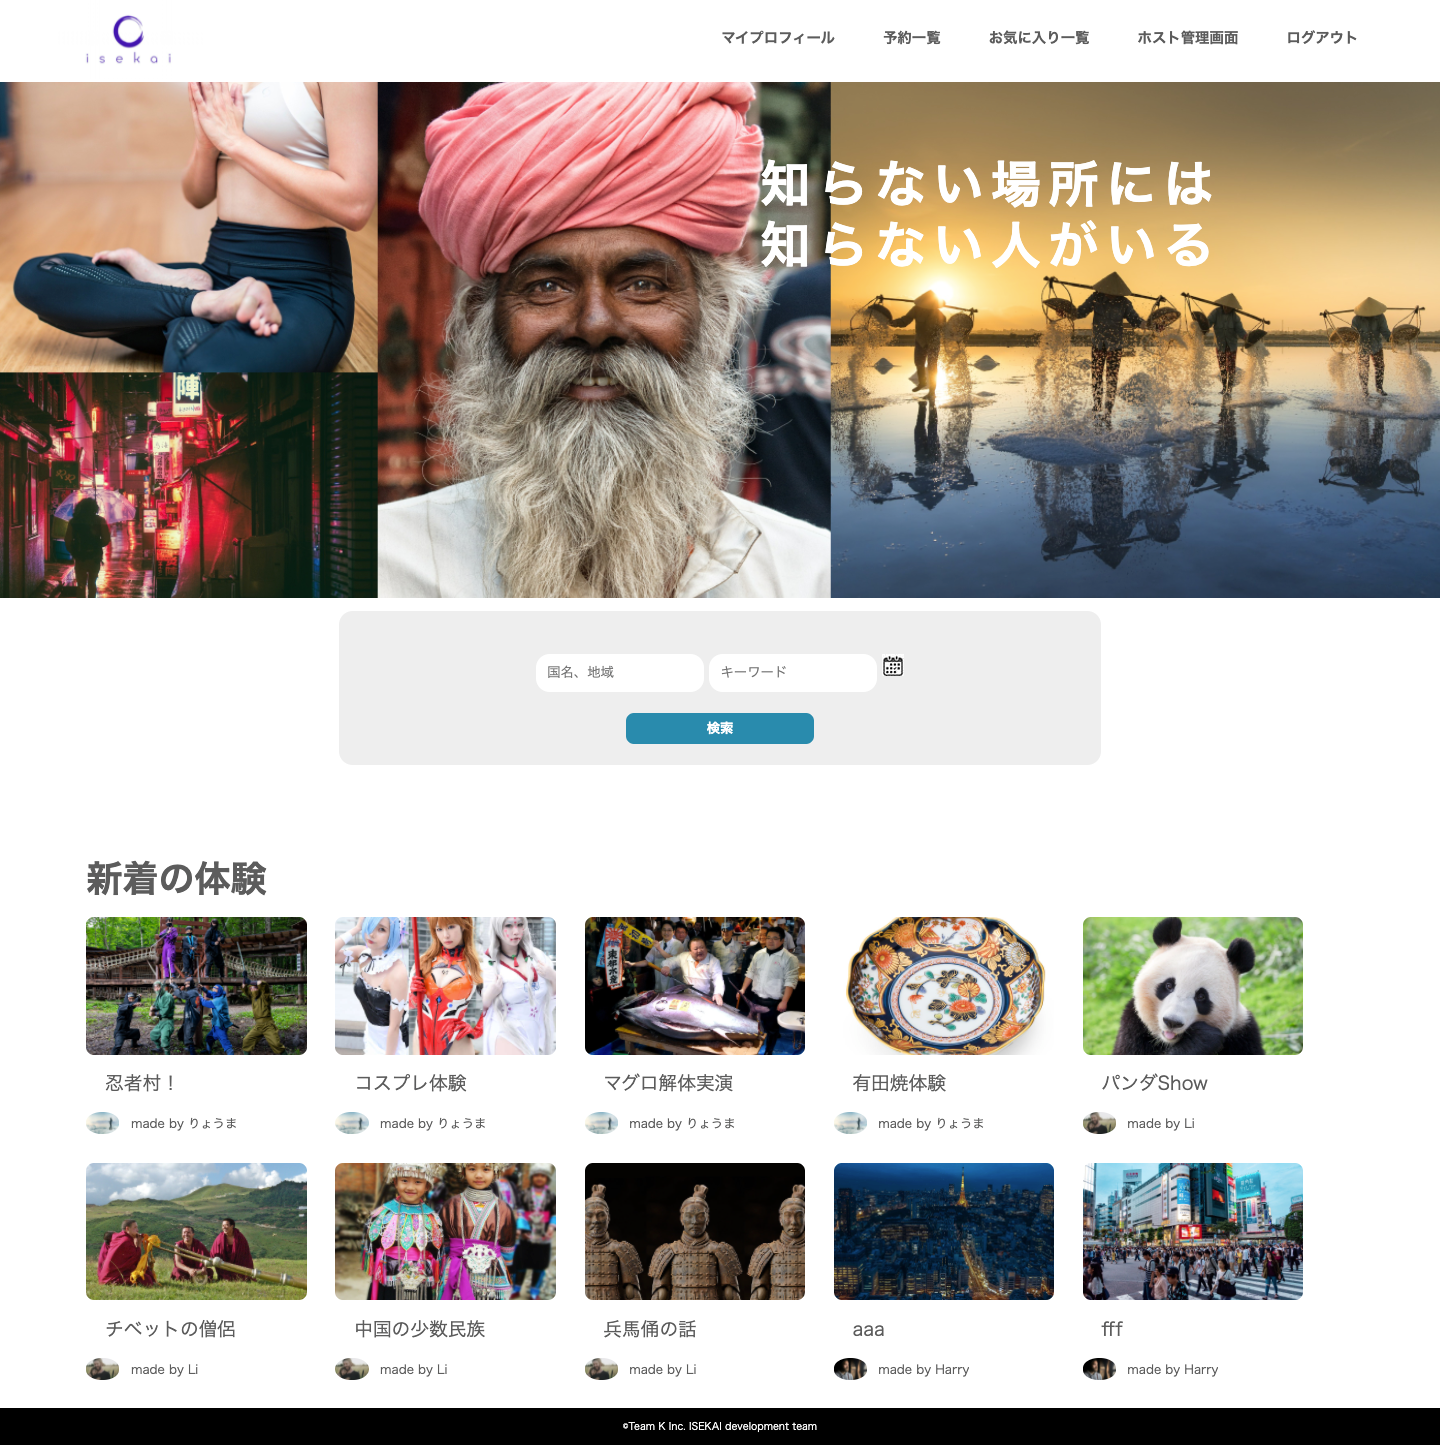 isekai
マイプロフィール 予約一覧 お気に入り一覧 ホスト管理画面 ログアウト
知らない場所には
知らない人がいる
陣
国名、地域 キーワード
検索
新着の体験
忍者村！ コスプレ体験 マグロ解体実演 有田焼体験 パンダShow
made by りょうま made by りょうま made by りょうま made by りょうま made by Li
チベットの僧侶 中国の少数民族 兵馬俑の話 aaa fff
made by Li made by Li made by Li made by Harry made by Harry
©Team K Inc. ISEKAI development team